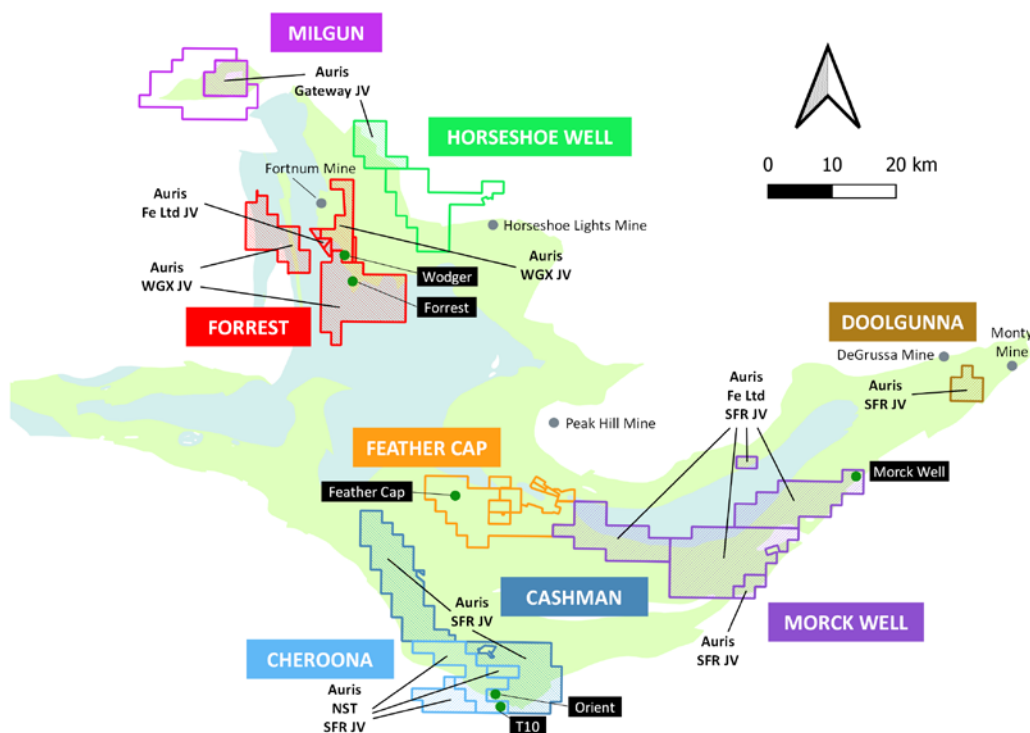 MILGUN
Auris
Gateway JV
HORSESHOE WELL
0 10 20 km
Fortnum Mine
Auris
Fe Ltd JV
Horseshoe Lights Mine
Auris
WGX JV
Auris
WGX JV
Wodger
Forrest
FORREST
DOOLGUNNA
Monty
Mine
DeGrussa Mine
Auris
SFR JV
Auris
Fe Ltd
SFR JV
Peak Hill Mine
FEATHER CAP
Feather Cap
Morck Well
CASHMAN
Auris
SFR JV
MORCK WELL
Auris
SFR JV
CHEROONA
Auris
NST
SFR JV
Orient
T10